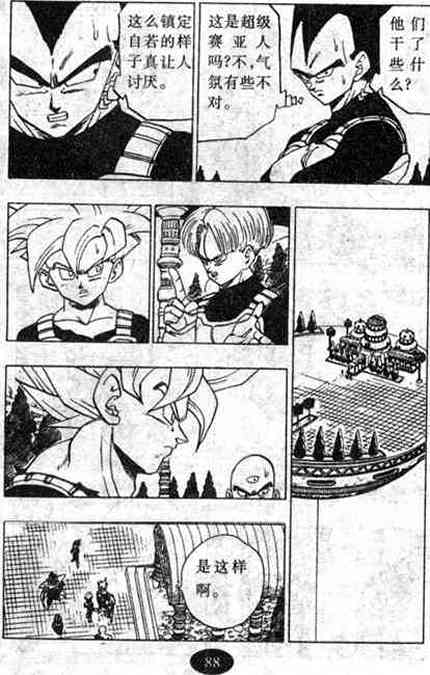 他们
干了
些什
么?
这是超级
赛亚人
吗?不,气
氛有些不
对。
这么镇定
自若的样
子真让人
讨厌。
是这样
啊。
88